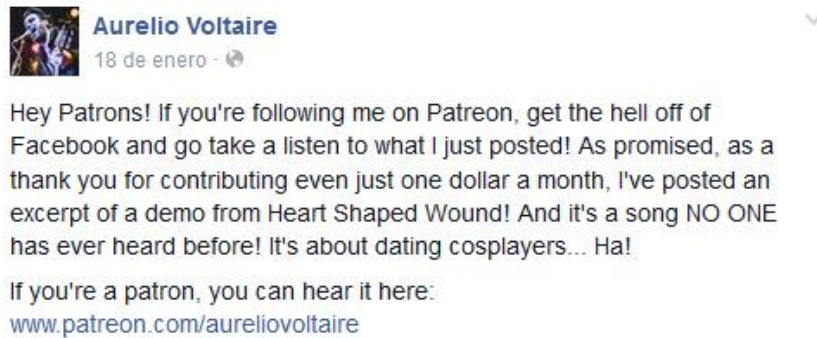 Aurelio Voltaire
18 de enero ·
Hey Patrons! If you're following me on Patreon, get the hell off of
Facebook and go take a listen to what I just posted! As promised, as a
thank you for contributing even just one dollar a month, I've posted an
excerpt of a demo from Heart Shaped Wound! And it's a song NO ONE
has ever heard before! It's about dating cosplayers... Ha!
If you're a patron, you can hear it here:
www.patreon.com/aureliovoltaire